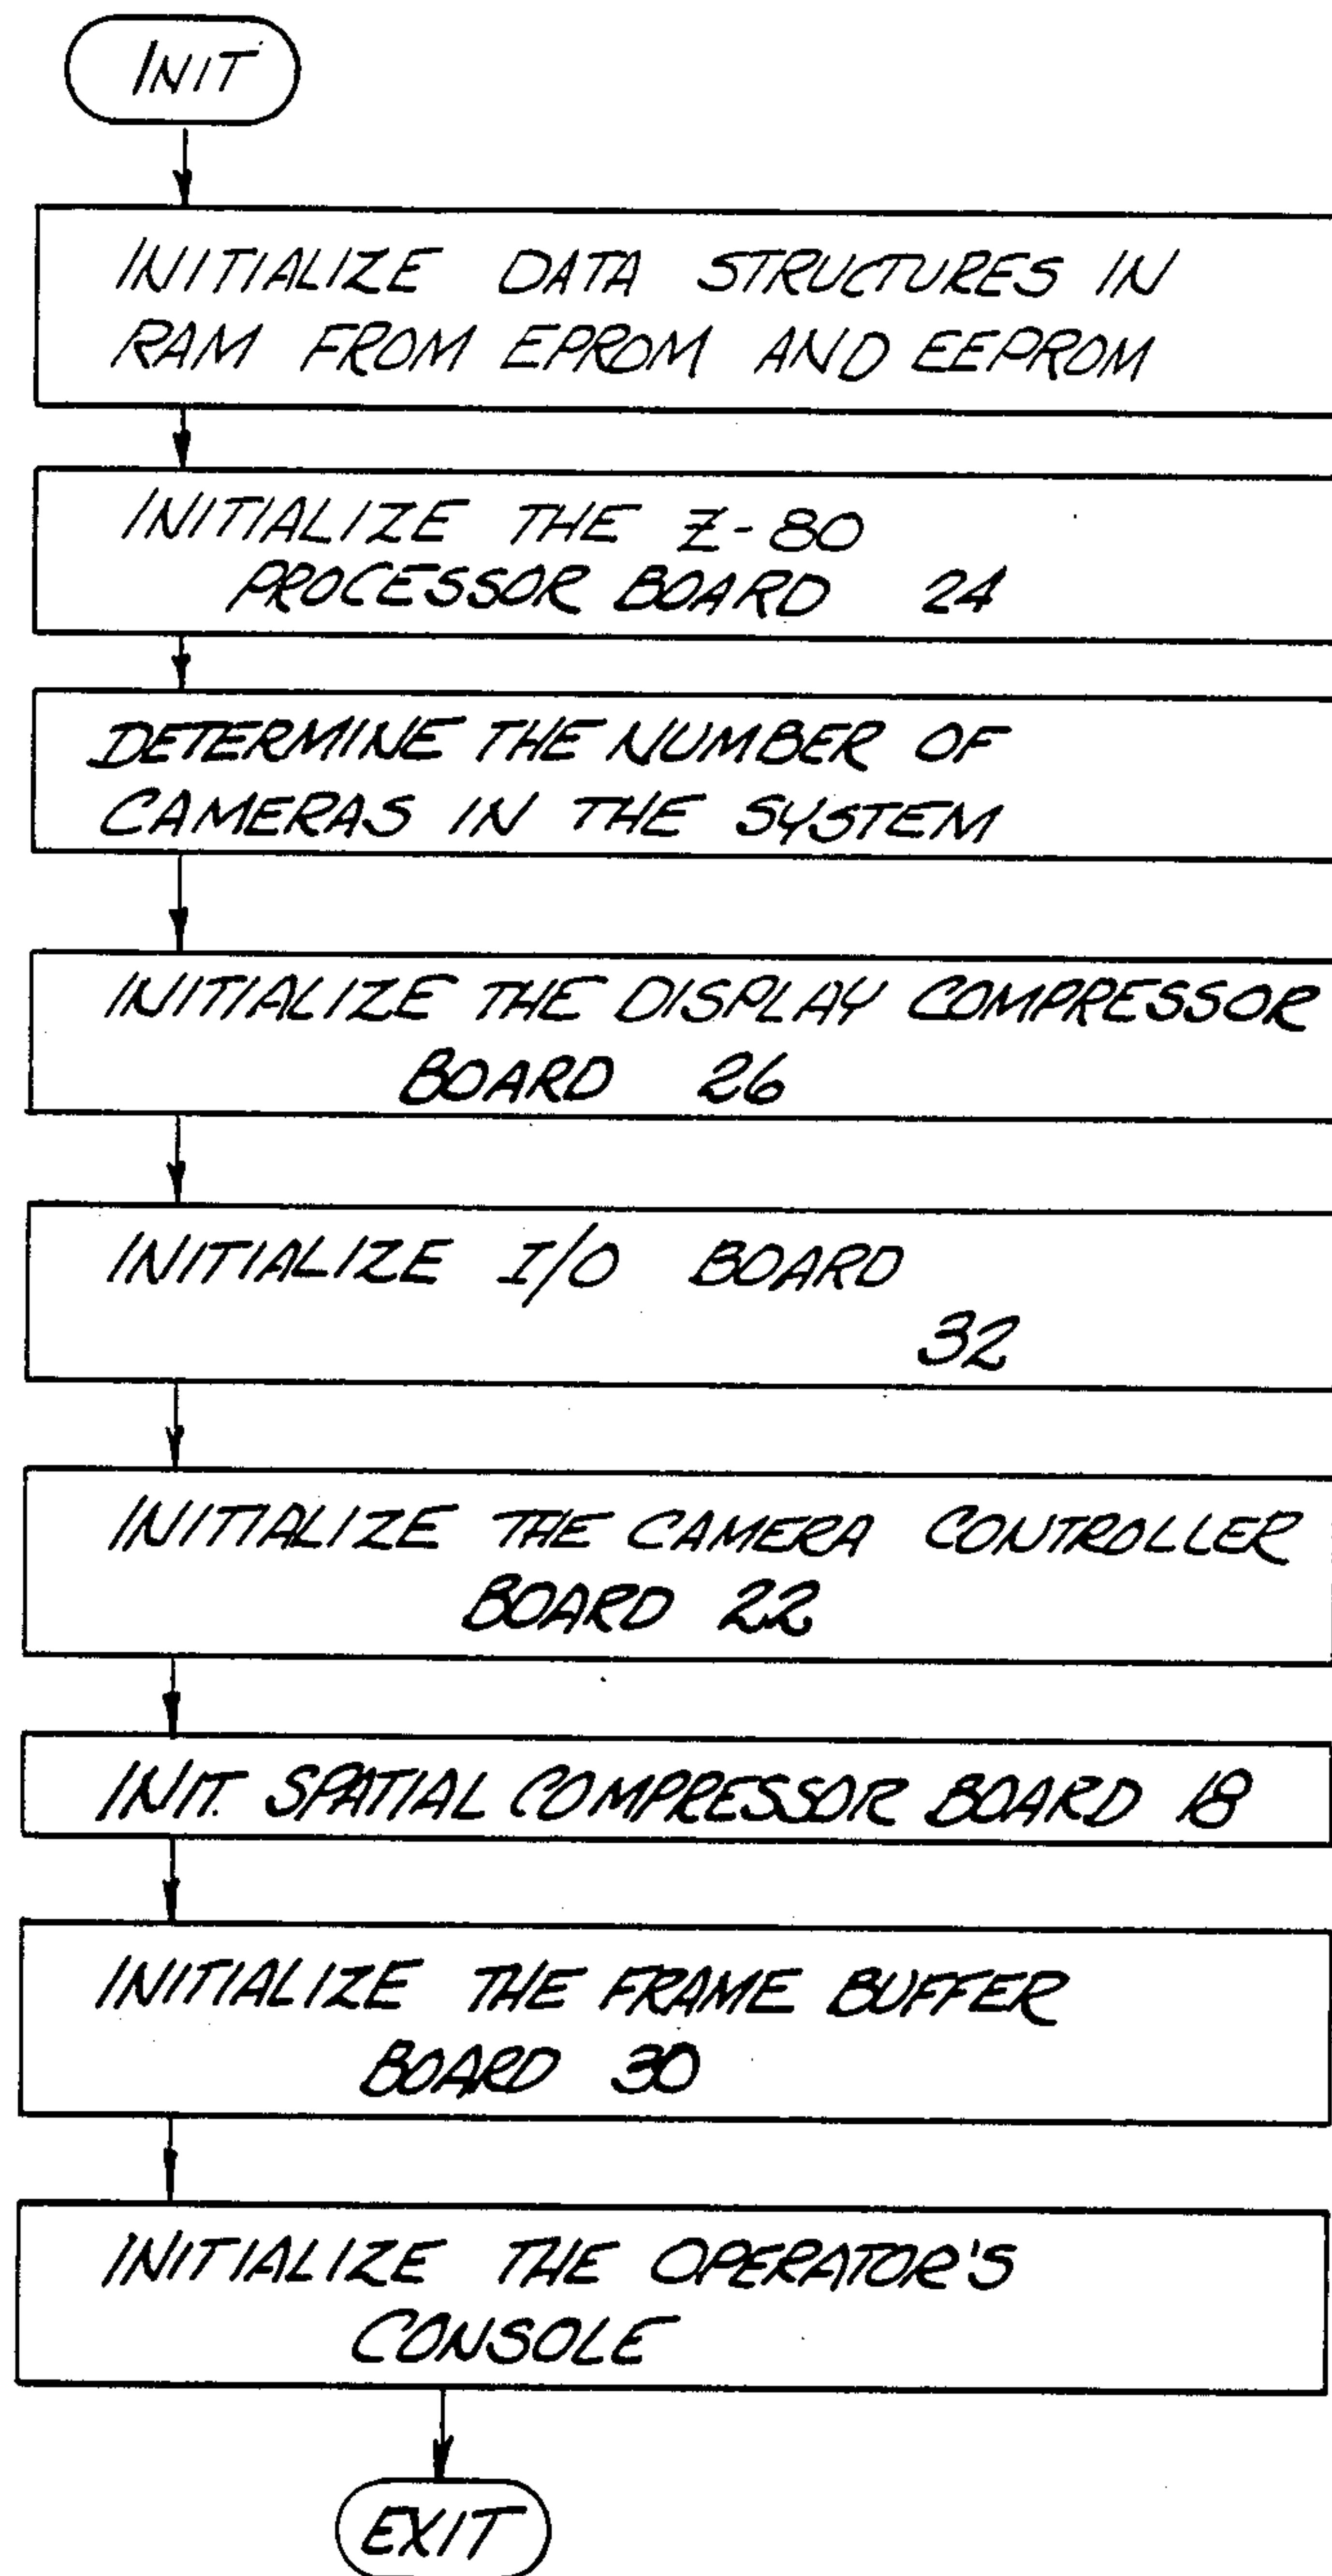 INIT
INITIALIZE DATA STRUCTURES IN
RAM FROM EPROM AND EEPROM
INITIALIZE THE Z-80
PROCESSOR BOARD 24
DETERMINE THE NUMBER OF
CAMERAS IN THE SYSTEM
INITIALIZE THE DISPLAY COMPRESSOR
BOARD 26
INITIALIZE I/O BOARD
32
INITIALIZE THE CAMERA CONTROLLER
BOARD 22
INIT. SPATIAL COMPRESSOR BOARD 18
INITIALIZE THE FRAME BUFFER
BOARD 30
INITIALIZE THE OPERATOR'S
CONSOLE
EXIT